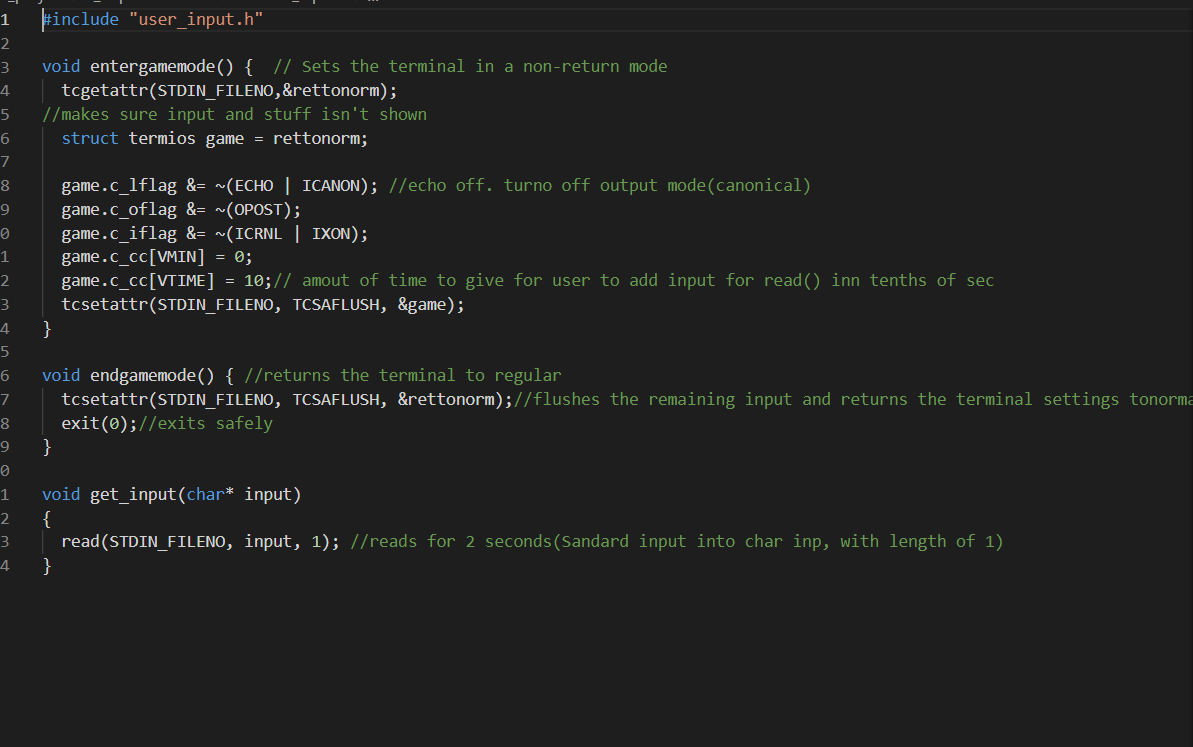 1 #include "user_input.h"
2
3 void entergamemode() {  // Sets the terminal in a non-return mode
4   tcgetattr(STDIN_FILENO,&rettonorm);
5 //makes sure input and stuff isn't shown
6   struct termios game = rettonorm;
7
8   game.c_lflag &= ~(ECHO | ICANON); //echo off. turno off output mode(canonical)
9   game.c_oflag &= ~(OPOST);
0   game.c_iflag &= ~(ICRNL | IXON);
1   game.c_cc[VMIN] = 0;
2   game.c_cc[VTIME] = 10;// amout of time to give for user to add input for read() inn tenths of sec
3   tcsetattr(STDIN_FILENO, TCSAFLUSH, &game);
4 }
5
6 void endgamemode() { //returns the terminal to regular
7   tcsetattr(STDIN_FILENO, TCSAFLUSH, &rettonorm);//flushes the remaining input and returns the terminal settings tonorma
8   exit(0);//exits safely
9 }
0
1 void get_input(char* input)
2 {
3   read(STDIN_FILENO, input, 1); //reads for 2 seconds(Sandard input into char inp, with length of 1)
4 }